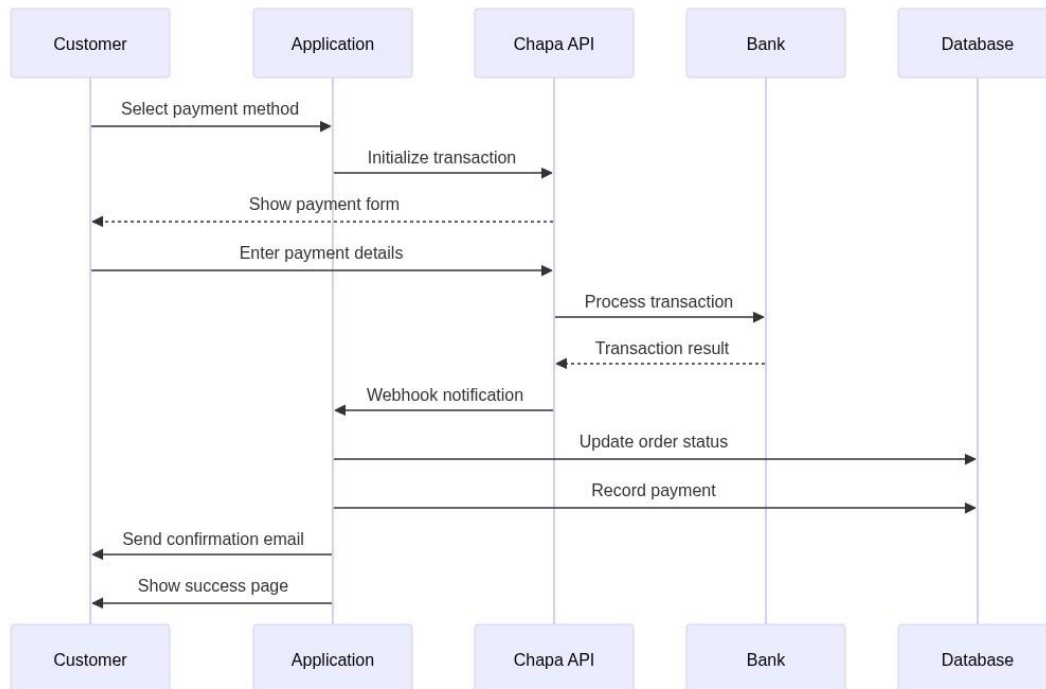 Customer
Application
Chapa API
Bank
Database
Select payment method
Initialize transaction
Show payment form
Enter payment details
Process transaction
Transaction result
Webhook notification
Update order status
Record payment
Send confirmation email
Show success page
Customer
Application
Chapa API
Bank
Database